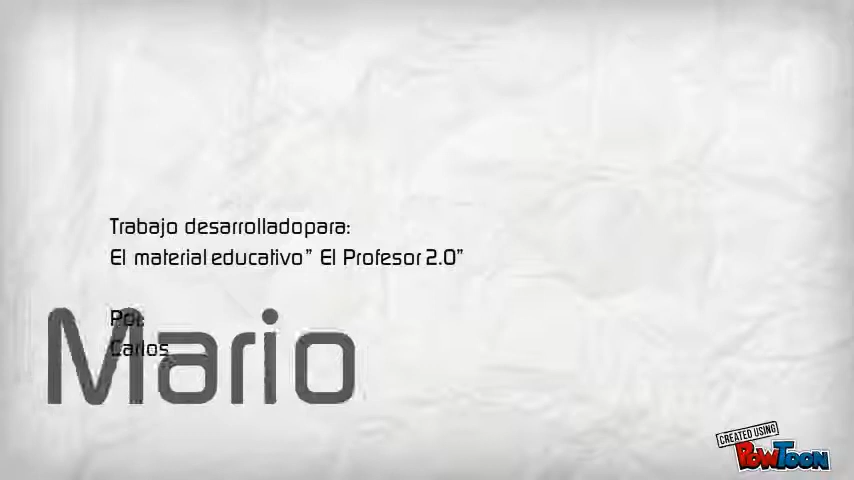 Trabajo desarrolladopara:
El material educativo” El Profesor 2.0”
Por:
Carlos
Mario
CREATED USING
PowToon